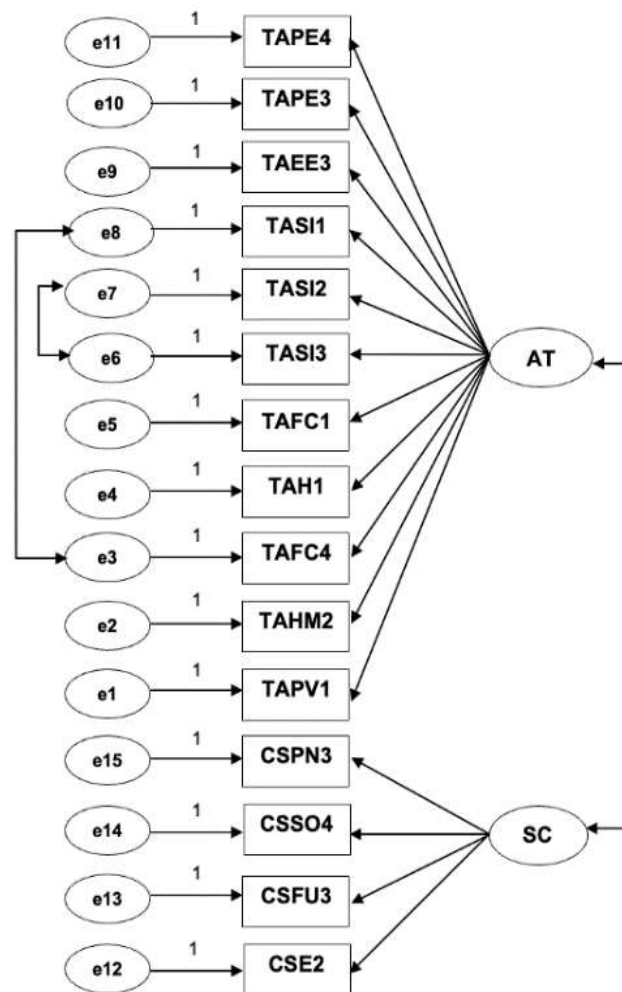 e11 1 TAPE4
e10 1 TAPE3
e9 1 TAEE3
e8 1 TASI1
e7 1 TASI2
e6 1 TASI3
AT
e5 1 TAFC1
e4 1 TAH1
e3 1 TAFC4
e2 1 TAHM2
e1 1 TAPV1
e15 1 CSPN3
e14 1 CSSO4
SC
e13 1 CSFU3
e12 1 CSE2